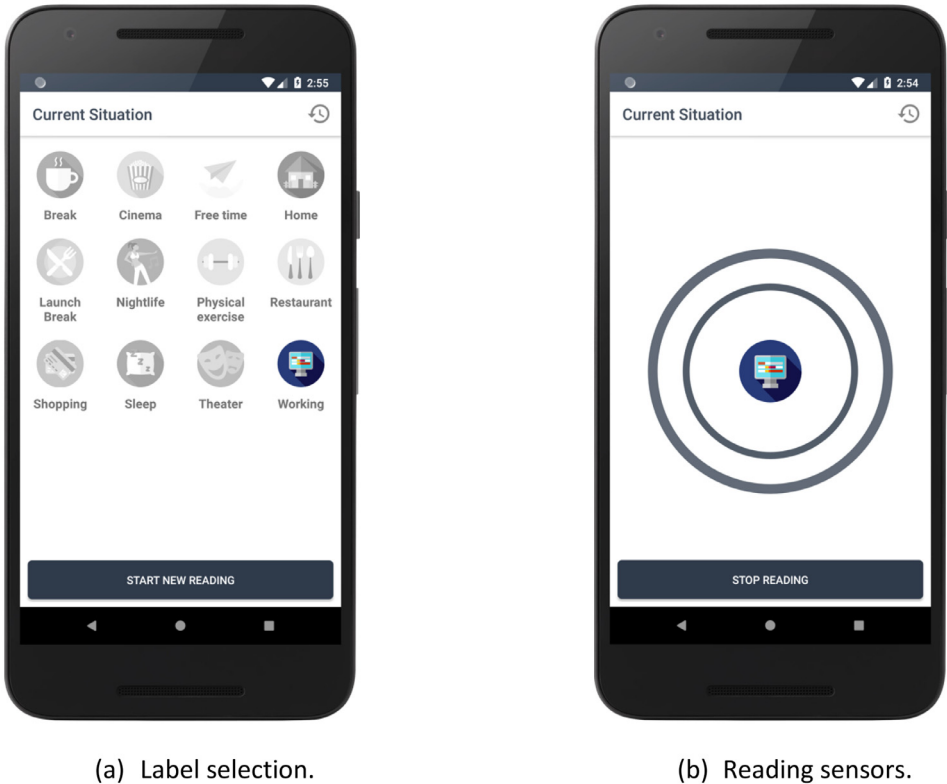 2:55
Current Situation
Break Cinema Free time Home
Launch Break Nightlife Physical exercise Restaurant
Shopping Sleep Theater Working
START NEW READING
(a) Label selection.
2:54
Current Situation
STOP READING
(b) Reading sensors.